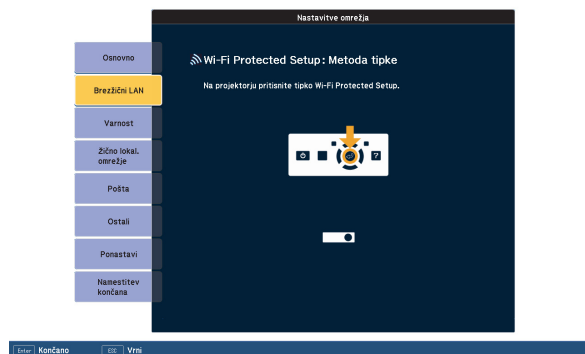 Nastavitve omrežja
Osnovno
Brezžični LAN
Varnost
Žično lokal.
omrežje
Pošta
Ostali
Ponastavi
Namestitev
končana
Wi-Fi Protected Setup: Metoda tipke
Na projektorju pritisnite tipko Wi-Fi Protected Setup.
?
Enter Končano ESC Vrni